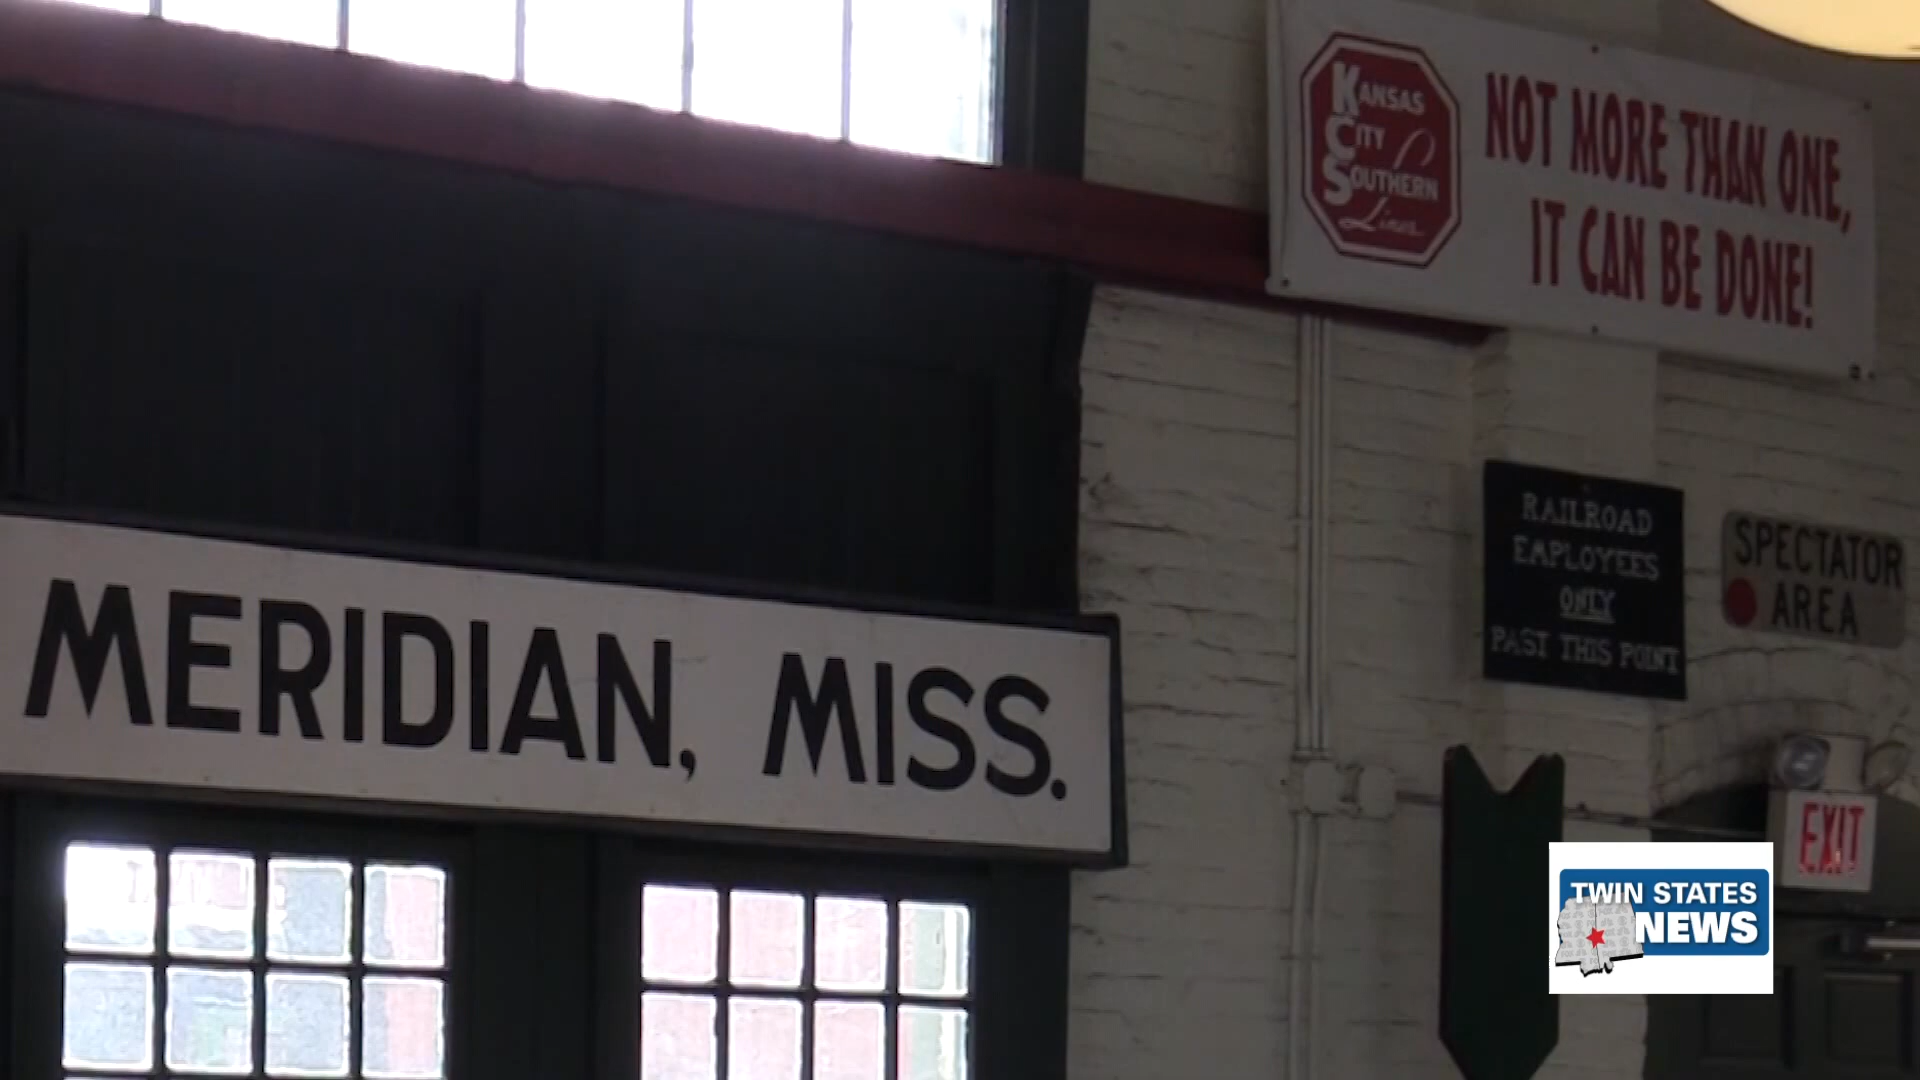 KANSAS
CITY
SOUTHERN
Lines
NOT MORE THAN ONE,
IT CAN BE DONE!
RAILROAD
EMPLOYEES
ONLY
PAST THIS POINT
SPECTATOR
AREA
MERIDIAN, MISS.
EXIT
TWIN STATES
NEWS